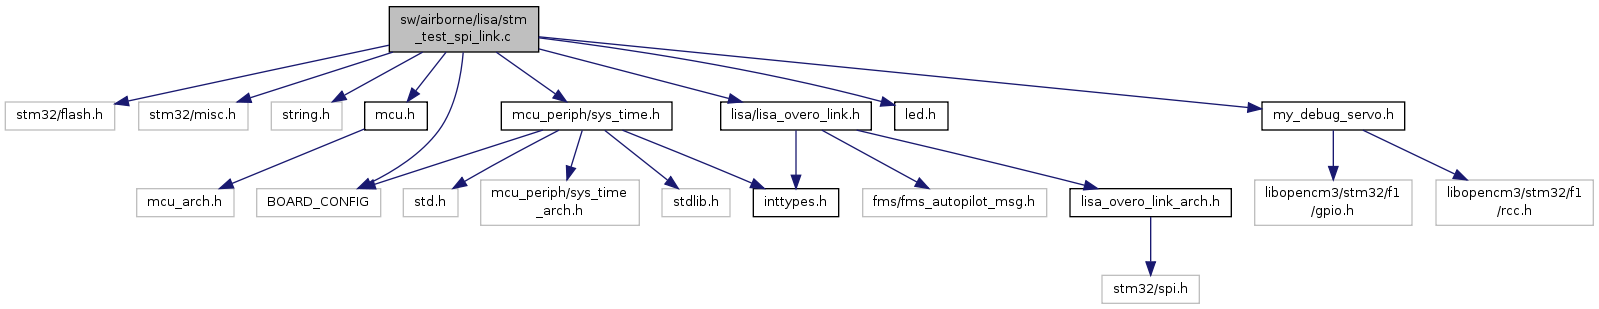 sw/airborne/lisa/stm
_test_spi_link.c
stm32/flash.h
stm32/misc.h
string.h
mcu.h
mcu_periph/sys_time.h
lisa/lisa_overo_link.h
led.h
my_debug_servo.h
mcu_arch.h
BOARD_CONFIG
std.h
mcu_periph/sys_time
_arch.h
stdlib.h
inttypes.h
fms/fms_autopilot_msg.h
lisa_overo_link_arch.h
libopencm3/stm32/f1
/gpio.h
libopencm3/stm32/f1
/rcc.h
stm32/spi.h